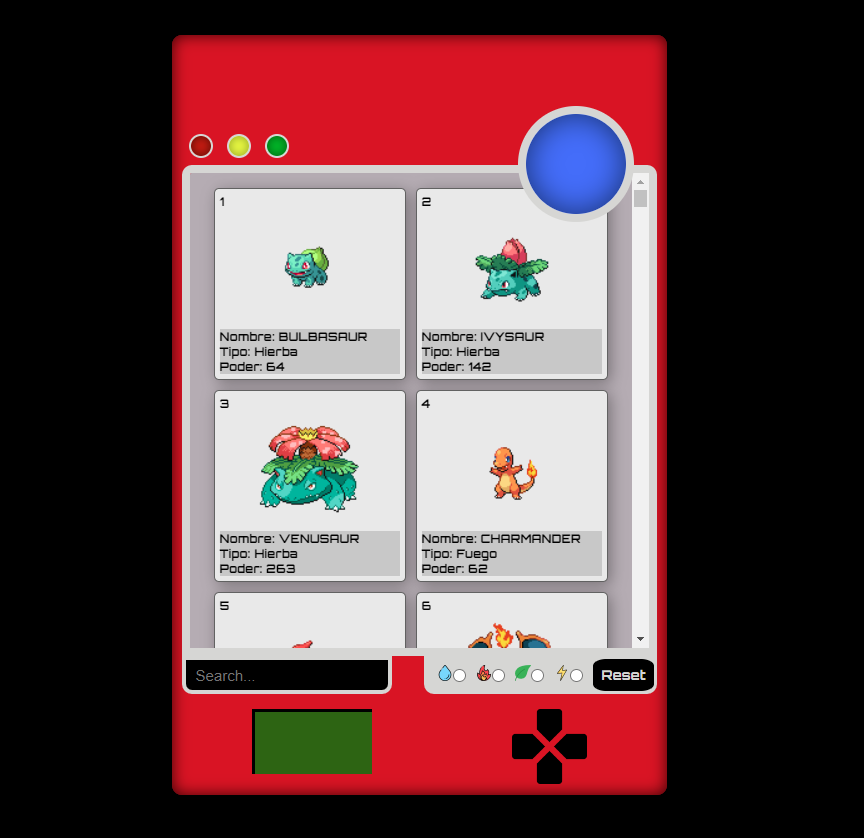 1
2
Nombre: BULBASAUR
Tipo: Hierba
Poder: 64
Nombre: IVYSAUR
Tipo: Hierba
Poder: 142
3
4
Nombre: VENUSAUR
Tipo: Hierba
Poder: 263
Nombre: CHARMANDER
Tipo: Fuego
Poder: 62
5
6
Search...
Reset